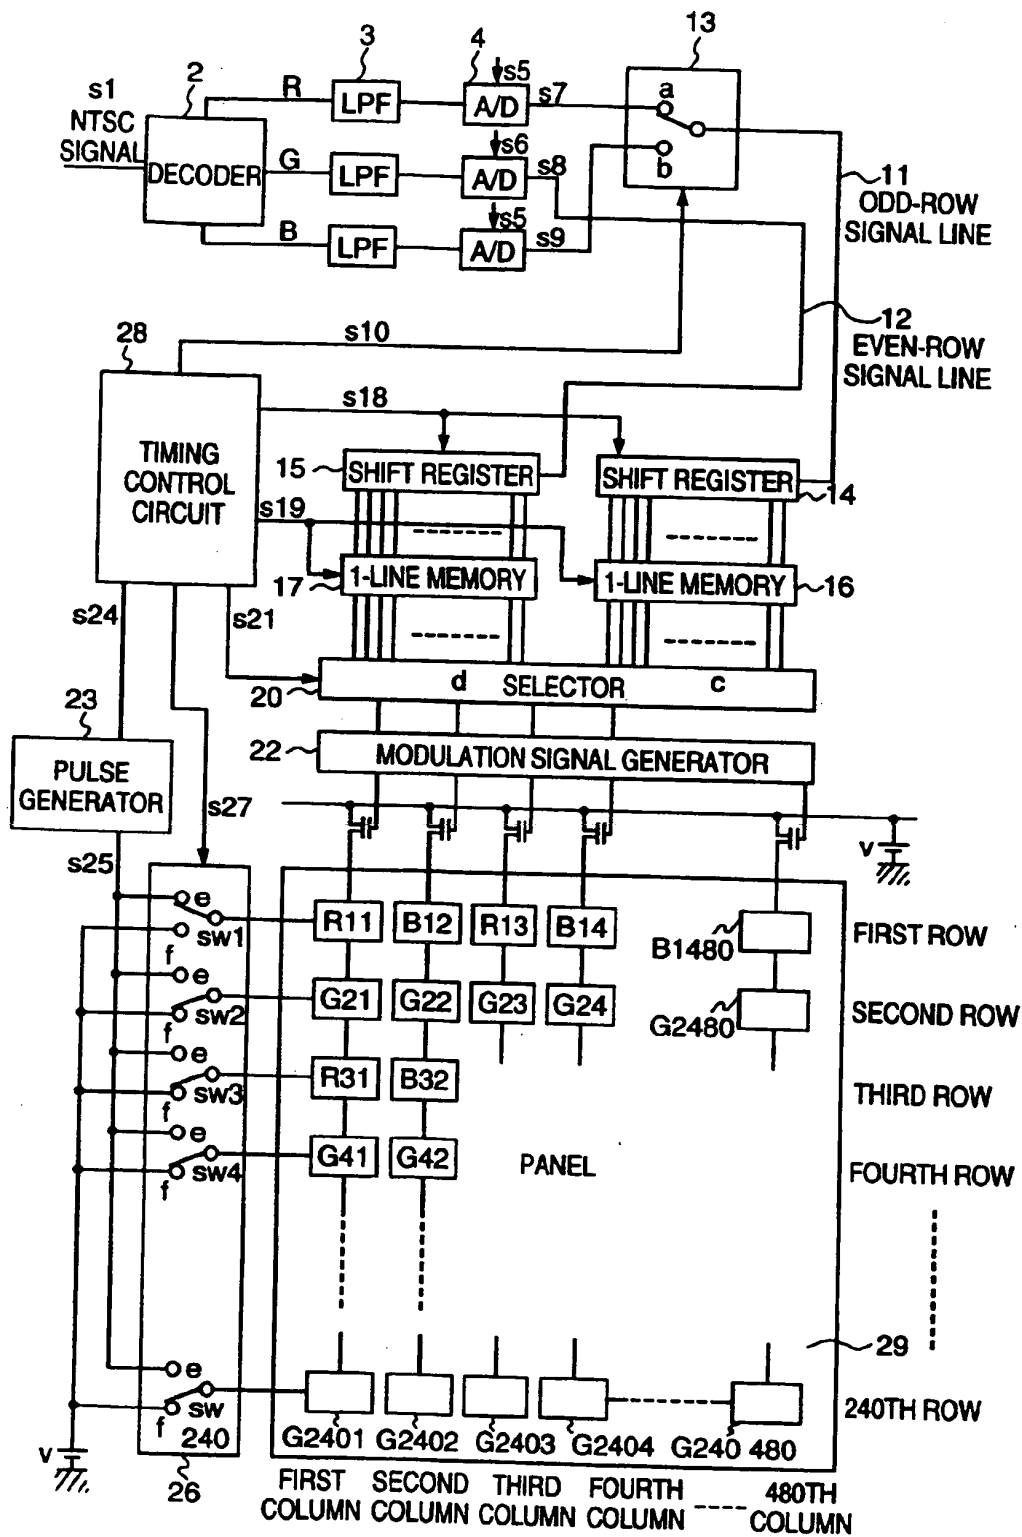 13
3
4
s5
2
s1
R
LPF
A/D
s7
a
NTSC
SIGNAL
s6
DECODER
G
LPF
A/D
s8
b
11
ODD-ROW
SIGNAL LINE
s5
B
LPF
A/D
s9
12
EVEN-ROW
SIGNAL LINE
28
s10
s18
TIMING
CONTROL
CIRCUIT
15
SHIFT REGISTER
SHIFT REGISTER
14
s19
17
1-LINE MEMORY
1-LINE MEMORY
16
s24
s21
20
d
SELECTOR
c
23
22
MODULATION SIGNAL GENERATOR
PULSE
GENERATOR
s27
v
s25
e
sw1
f
R11
B12
R13
B14
B1480
FIRST ROW
e
sw2
f
G21
G22
G23
G24
G2480
SECOND ROW
e
sw3
f
R31
B32
THIRD ROW
e
sw4
f
G41
G42
PANEL
FOURTH ROW
29
e
sw
f
240
240TH ROW
v
26
G2401
G2402
G2403
G2404
G240 480
FIRST
COLUMN
SECOND
COLUMN
THIRD
COLUMN
FOURTH
COLUMN
480TH
COLUMN